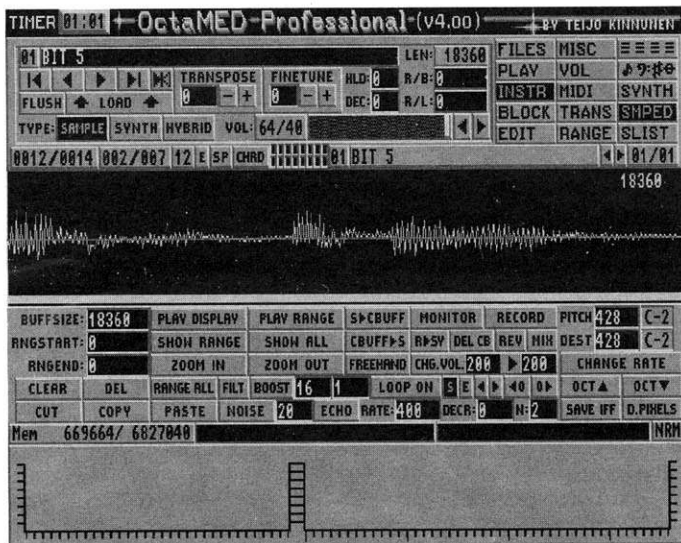 TIMER 01:01 OctaMED-Professional-(v4.00) BY TEIJO KINNUNEN
01 BIT 5 LEN: 18360 FILES MISC
TRANSPOSE FINETUNE HLD:0 R/B:0 PLAY VOL
0 - + 0 - + DEC:0 R/L:0 INSTR MIDI SYNTH
FLUSH LOAD BLOCK TRANS SMPED
TYPE: SAMPLE SYNTH HYBRID VOL: 64/40 EDIT RANGE SLIST
0012/0014 002/007 12 E SP CHRD 01 BIT 5 01/01
18360
BUFFSIZE: 18360 PLAY DISPLAY PLAY RANGE S▶CBUFF MONITOR RECORD PITCH 428 C-2
RNGSTART: 0 SHOW RANGE SHOW ALL CBUFF▶S R▶SY DEL CB REV MIX DEST 428 C-2
RNGEND: 0 ZOOM IN ZOOM OUT FREEHAND CHG.VOL. 200 ▶ 200 CHANGE RATE
CLEAR DEL RANGE ALL FILT BOOST 16 1 LOOP ON S E ◀ ▶ ◀0 0▶ OCT▲ OCT▼
CUT COPY PASTE NOISE 20 ECHO RATE: 400 DECR: 0 N: 2 SAVE IFF D.PIXELS
Mem 669664/ 6827040 NRM